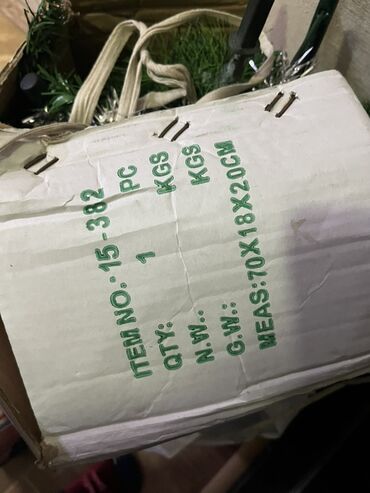 ITEM NO.: 15-382
QTY: 1 PC
N.W.: KGS
G.W.: KGS
MEAS:70X18X20CM